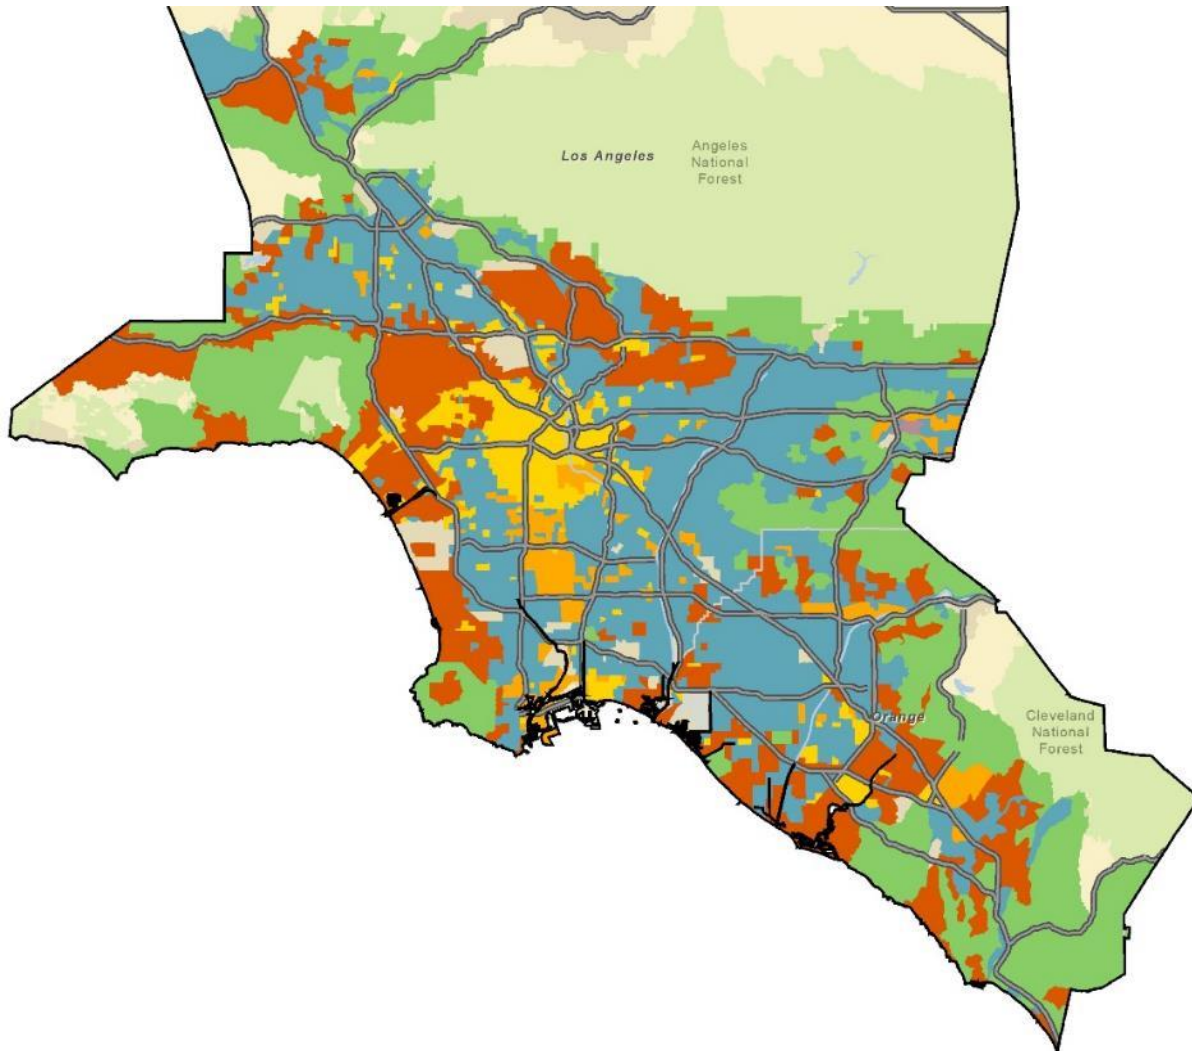 Los Angeles
Angeles
National
Forest
Orange
Cleveland
National
Forest